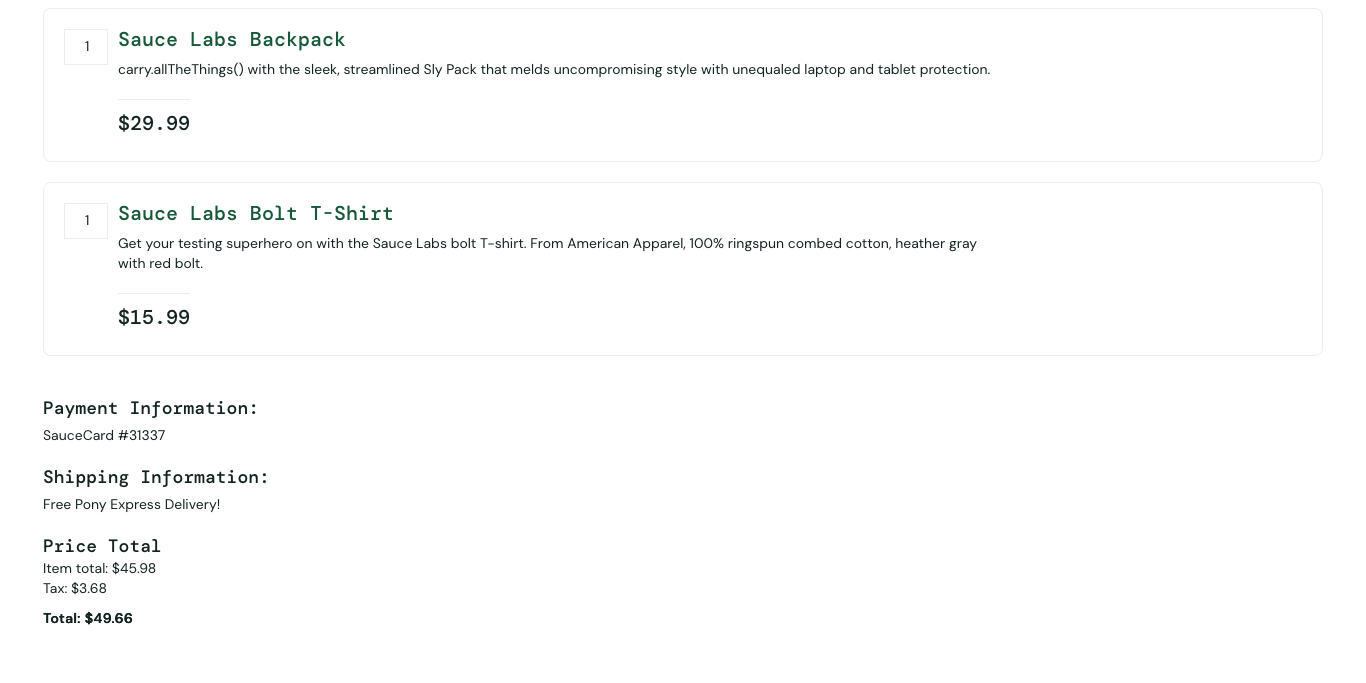 1
Sauce Labs Backpack
carry.allTheThings() with the sleek, streamlined Sly Pack that melds uncompromising style with unequaled laptop and tablet protection.
$29.99
1
Sauce Labs Bolt T-Shirt
Get your testing superhero on with the Sauce Labs bolt T-shirt. From American Apparel, 100% ringspun combed cotton, heather gray
with red bolt.
$15.99
Payment Information:
SauceCard #31337
Shipping Information:
Free Pony Express Delivery!
Price Total
Item total: $45.98
Tax: $3.68
Total: $49.66